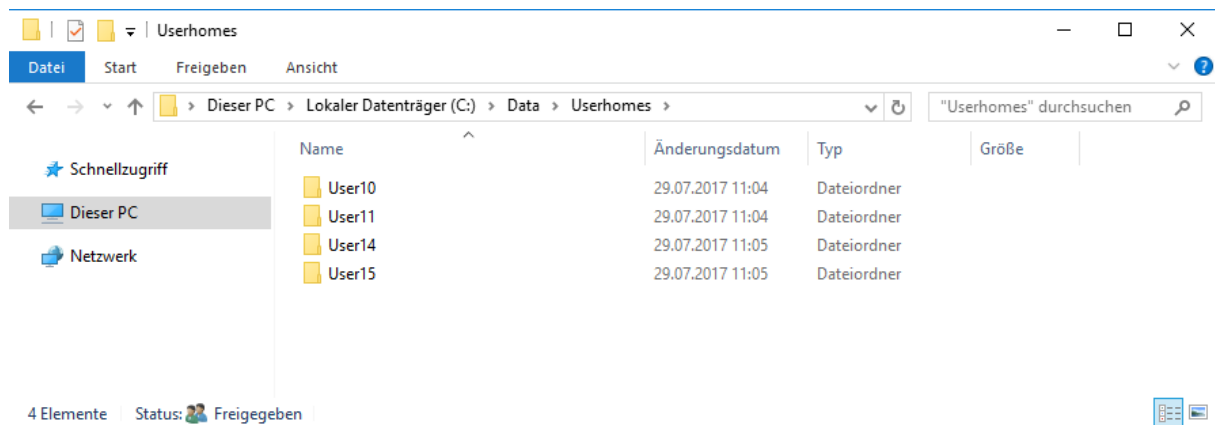 Userhomes
Datei Start Freigeben Ansicht
Dieser PC Lokaler Datenträger (C:) Data Userhomes "Userhomes" durchsuchen
Name Änderungsdatum Typ Größe
Schnellzugriff
Dieser PC
Netzwerk
User10 29.07.2017 11:04 Dateiordner
User11 29.07.2017 11:04 Dateiordner
User14 29.07.2017 11:05 Dateiordner
User15 29.07.2017 11:05 Dateiordner
4 Elemente Status: Freigegeben